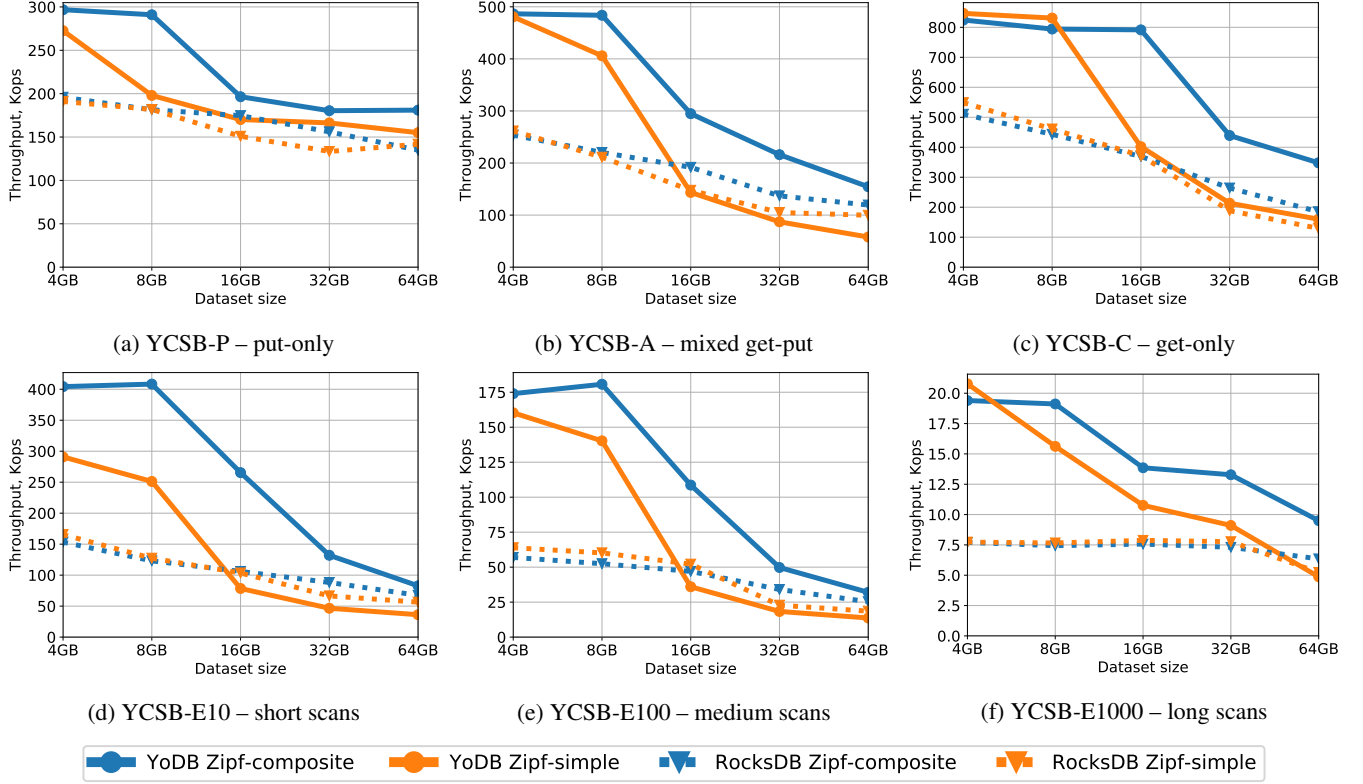 300
250
200
150
100
50
0
4GB 8GB 16GB 32GB 64GB
Throughput, Kops
Dataset size
(a) YCSB-P – put-only
500
400
300
200
100
0
4GB 8GB 16GB 32GB 64GB
Throughput, Kops
Dataset size
(b) YCSB-A – mixed get-put
800
700
600
500
400
300
200
100
0
4GB 8GB 16GB 32GB 64GB
Throughput, Kops
Dataset size
(c) YCSB-C – get-only
400
350
300
250
200
150
100
50
0
4GB 8GB 16GB 32GB 64GB
Throughput, Kops
Dataset size
(d) YCSB-E10 – short scans
175
150
125
100
75
50
25
0
4GB 8GB 16GB 32GB 64GB
Throughput, Kops
Dataset size
(e) YCSB-E100 – medium scans
20.0
17.5
15.0
12.5
10.0
7.5
5.0
2.5
0.0
4GB 8GB 16GB 32GB 64GB
Throughput, Kops
Dataset size
(f) YCSB-E1000 – long scans
YoDB Zipf-composite YoDB Zipf-simple RocksDB Zipf-composite RocksDB Zipf-simple